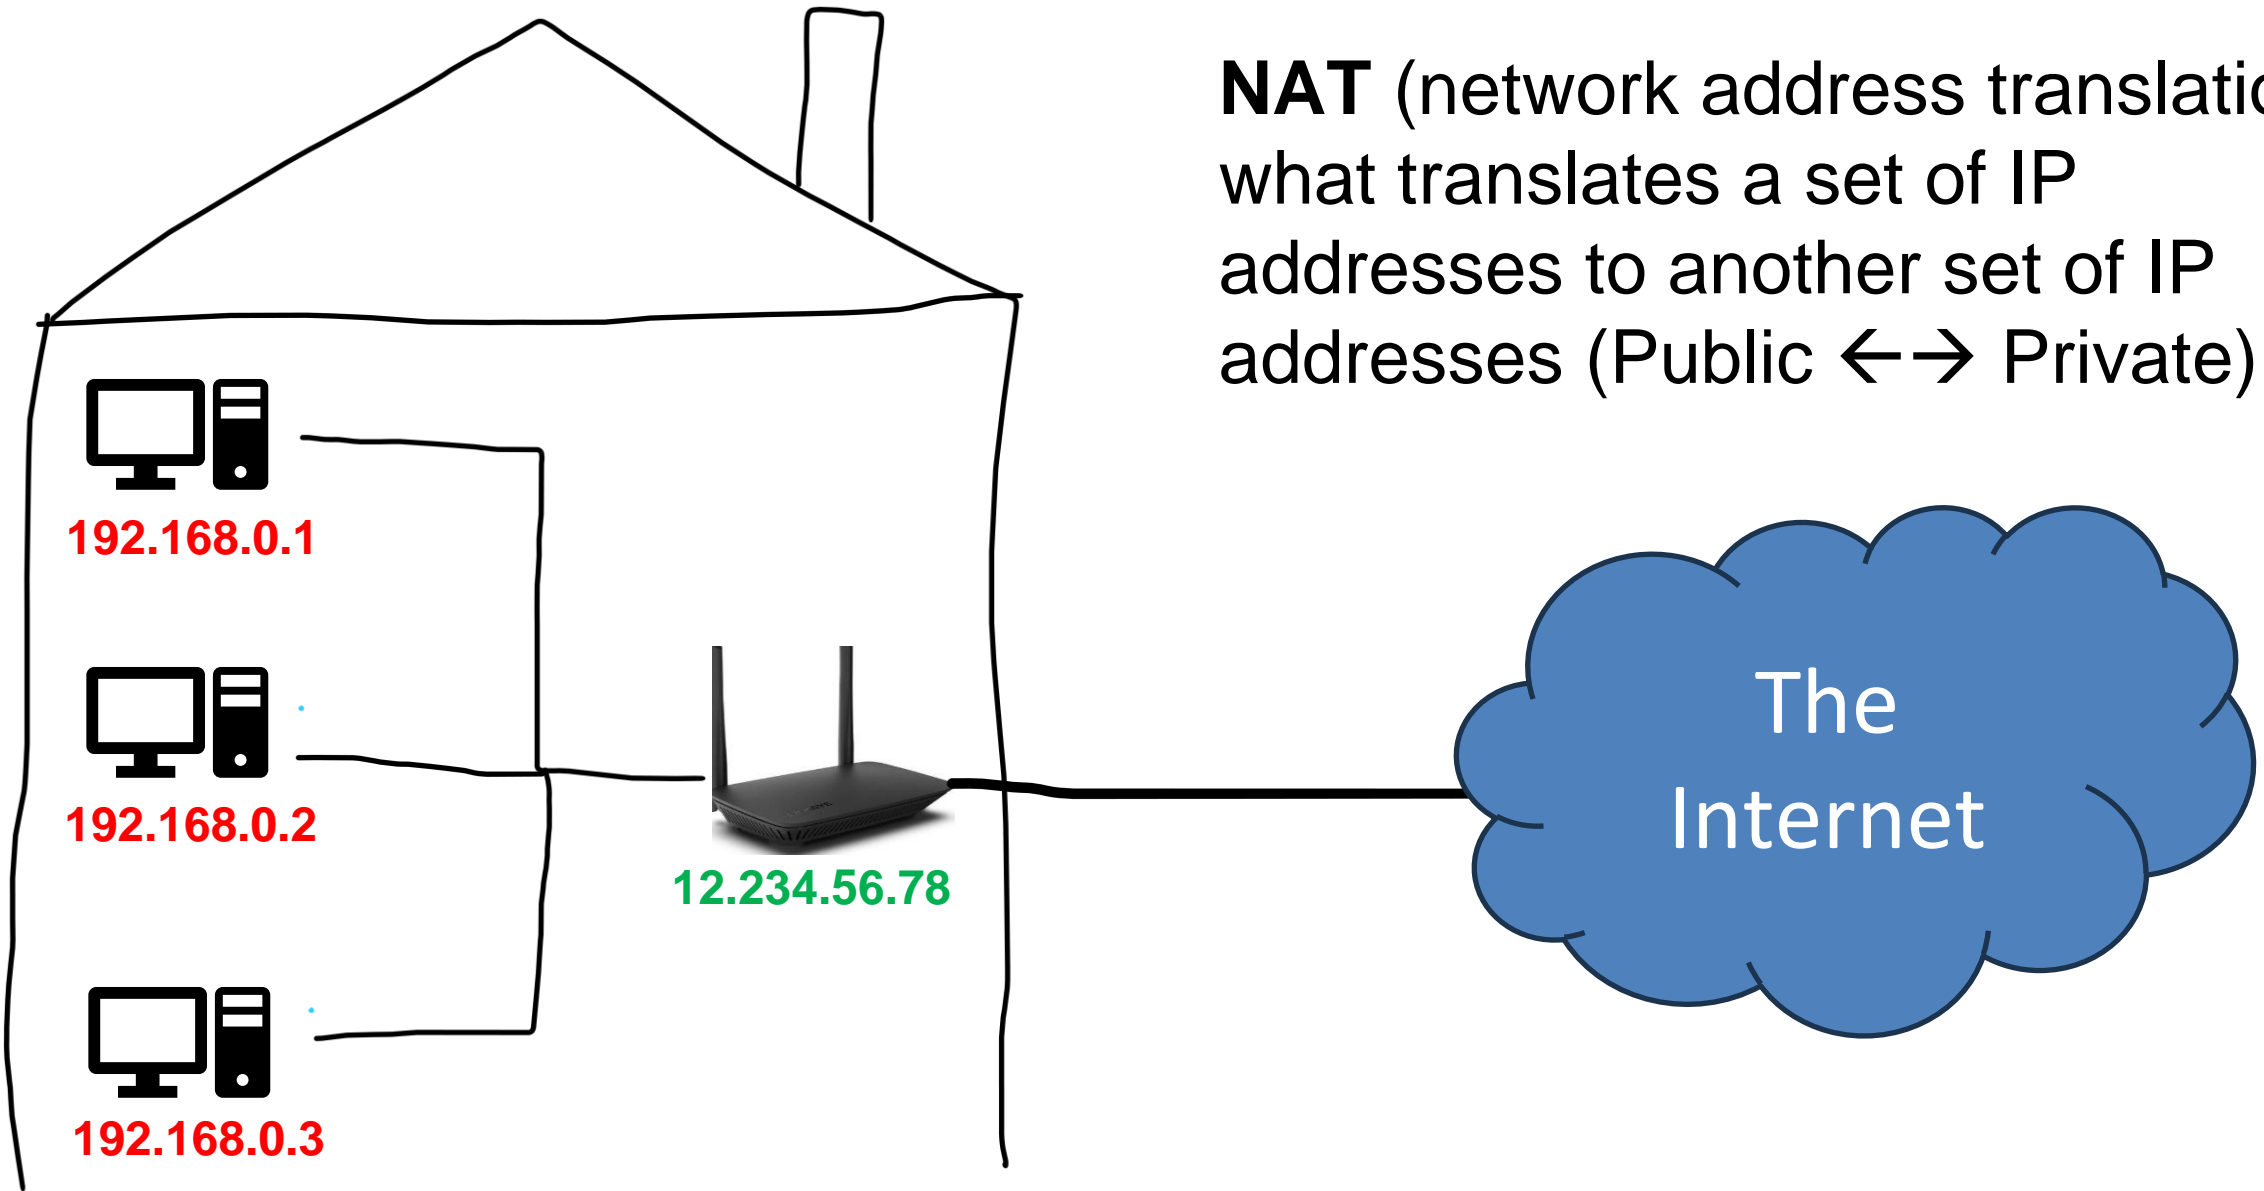 NAT (network address translatio
what translates a set of IP
addresses to another set of IP
addresses (Public ←→ Private)
192.168.0.1
192.168.0.2
12.234.56.78
192.168.0.3
The
Internet